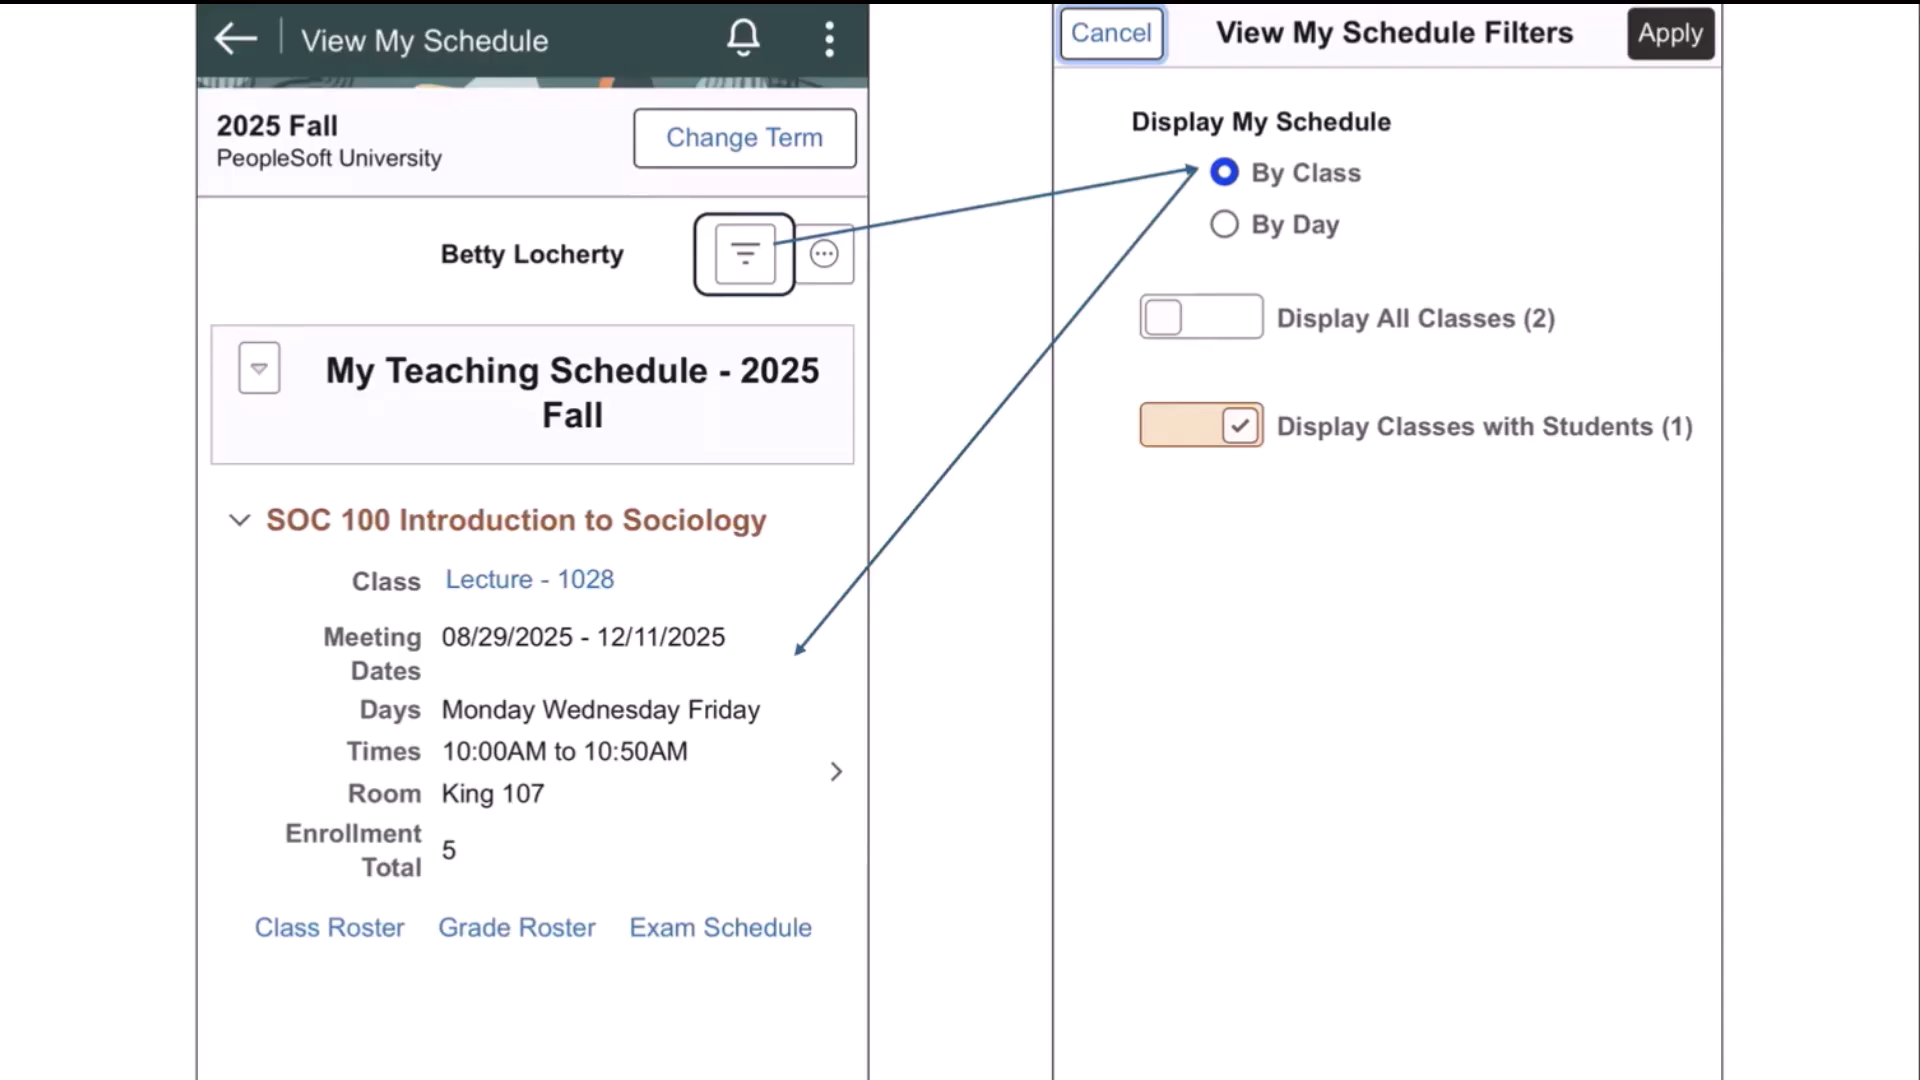 View My Schedule
2025 Fall
PeopleSoft University
Change Term
Betty Locherty
My Teaching Schedule - 2025
Fall
SOC 100 Introduction to Sociology
Class Lecture - 1028
Meeting Dates 08/29/2025 - 12/11/2025
Days Monday Wednesday Friday
Times 10:00AM to 10:50AM
Room King 107
Enrollment Total 5
Class Roster Grade Roster Exam Schedule
Cancel View My Schedule Filters Apply
Display My Schedule
By Class
By Day
Display All Classes (2)
Display Classes with Students (1)